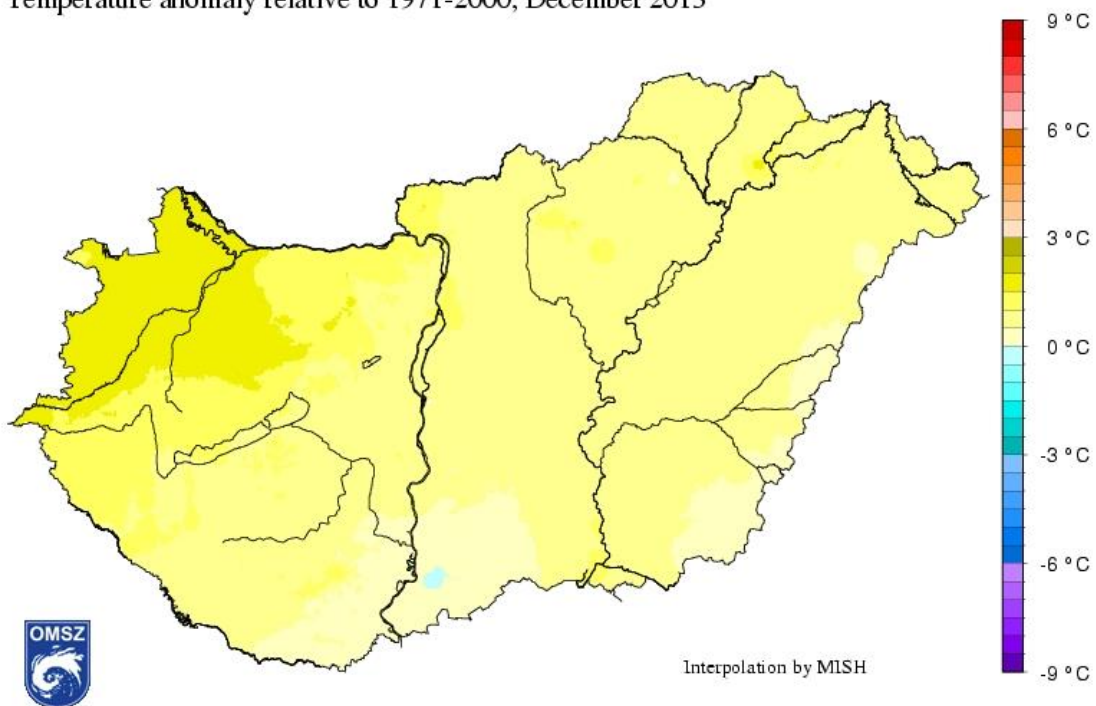 Temperature anomaly relative to 1971-2000, December
9 °C
6 °C
3 °C
0 °C
-3 °C
-6 °C
-9 °C
OMSZ
Interpolation by MISH